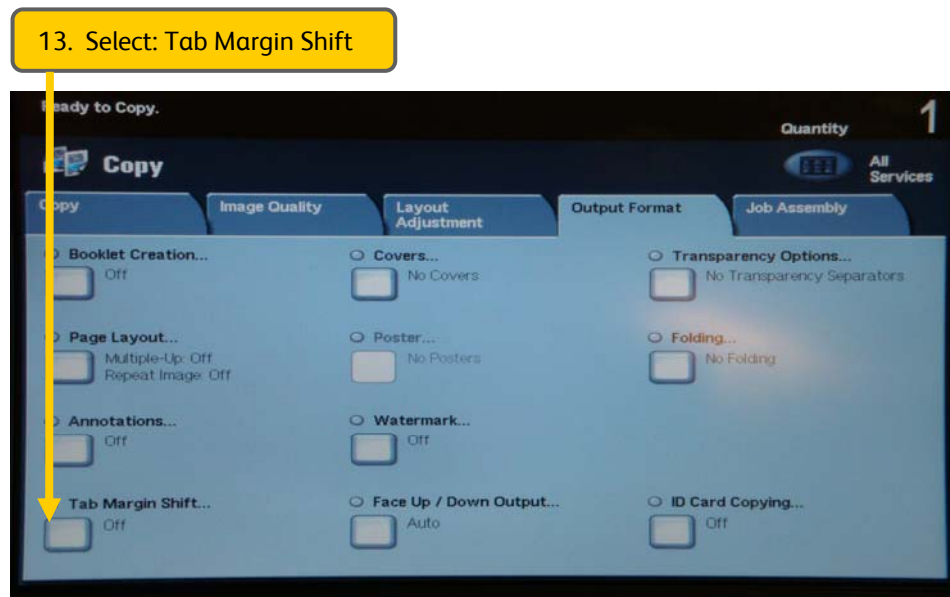 13. Select: Tab Margin Shift
Ready to Copy.
Quantity 1
Copy
All
Services
Copy
Image Quality
Layout
Adjustment
Output Format
Job Assembly
Booklet Creation...
Off
Covers...
No Covers
Transparency Options...
No Transparency Separators
Page Layout...
Multiple-Up: Off
Repeat Image: Off
Poster...
No Posters
Folding...
No Folding
Annotations...
Off
Watermark...
Off
Tab Margin Shift...
Off
Face Up / Down Output...
Auto
ID Card Copying...
Off